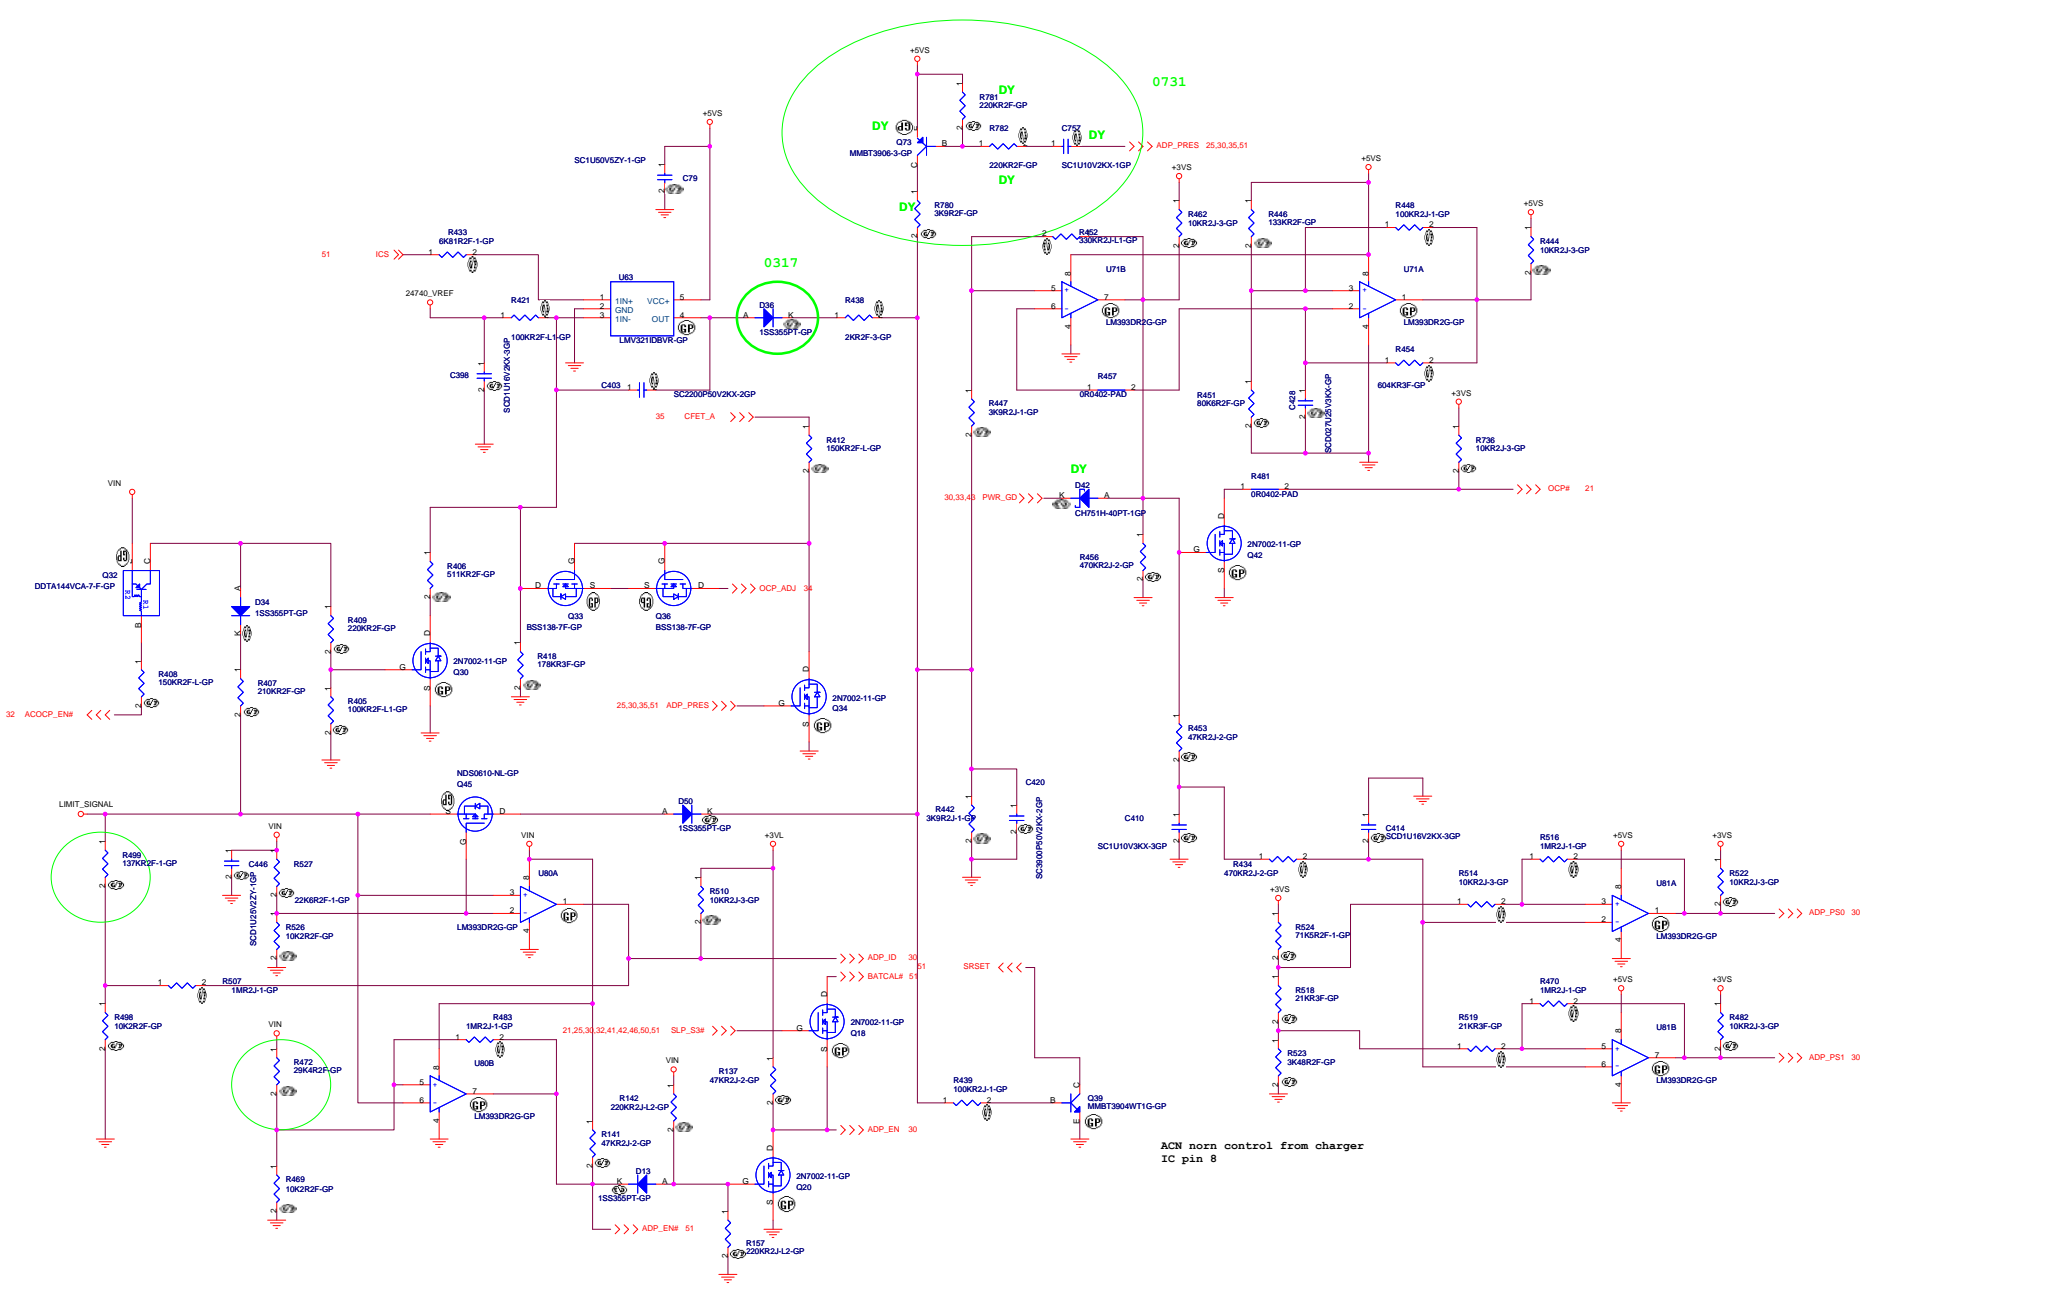 +5VS
0731
R781
220KR2F-GP
DY
DY
Q73
MMBT3906-3-GP
R782
220KR2F-GP
C757
SC1U10V2KX-1GP
DY
DY
ADP_PRES 25,30,35,51
DY
R780
3K9R2F-GP
+5VS
SC1U50V5ZY-1-GP
C79
51 ICS
R433
6K81R2F-1-GP
24740_VREF
R421
100KR2F-L1-GP
C398
SCD1U16V2KX-3GP
U63
1IN+
GND
1IN-
VCC+
OUT
LMV321IDBVR-GP
0317
D36
1SS355PT-GP
R438
2KR2F-3-GP
C403
SC2200P50V2KX-2GP
35 CFET_A
R412
150KR2F-L-GP
R452
330KR2J-L1-GP
+3VS
R462
10KR2J-3-GP
U71B
LM393DR2G-GP
R457
0R0402-PAD
R447
3K9R2J-1-GP
+5VS
R446
133KR2F-GP
R448
100KR2J-1-GP
U71A
LM393DR2G-GP
+5VS
R444
10KR2J-3-GP
R454
604KR3F-GP
R451
80K6R2F-GP
C428
SCD027U25V3KX-GP
+3VS
R736
10KR2J-3-GP
DY
30,33,43 PWR_GD
D42
CH751H-40PT-1GP
R481
0R0402-PAD
OCP# 21
2N7002-11-GP
Q42
R456
470KR2J-2-GP
VIN
Q32
DDTA144VCA-7-F-GP
R408
150KR2F-L-GP
32 ACOCP_EN#
D34
1SS355PT-GP
R407
210KR2F-GP
R409
220KR2F-GP
R405
100KR2F-L1-GP
R406
511KR2F-GP
2N7002-11-GP
Q30
Q33
BSS138-7F-GP
Q36
BSS138-7F-GP
OCP_ADJ 34
R418
178KR3F-GP
25,30,35,51 ADP_PRES
2N7002-11-GP
Q34
R453
47KR2J-2-GP
NDS0610-NL-GP
Q45
LIMIT_SIGNAL
D50
1SS355PT-GP
R499
137KR2F-1-GP
VIN
C446
SCD1U25V2ZY-1GP
R527
22K6R2F-1-GP
R526
10K2R2F-GP
VIN
U80A
LM393DR2G-GP
+3VL
R510
10KR2J-3-GP
R442
3K9R2J-1-GP
C420
SC3900P50V2KX-2GP
C410
SC1U10V3KX-3GP
C414
SCD1U16V2KX-3GP
R434
470KR2J-2-GP
R516
1MR2J-1-GP
+5VS
+3VS
R514
10KR2J-3-GP
U81A
LM393DR2G-GP
R522
10KR2J-3-GP
ADP_PS0 30
+3VS
R524
71K5R2F-1-GP
ADP_ID 30
BATCAL# 51
51 SRSET
R507
1MR2J-1-GP
R498
10K2R2F-GP
VIN
R472
29K4R2F-GP
R469
10K2R2F-GP
R483
1MR2J-1-GP
U80B
LM393DR2G-GP
21,25,30,32,41,42,46,50,51 SLP_S3#
2N7002-11-GP
Q18
R518
21KR3F-GP
R523
3K48R2F-GP
R519
21KR3F-GP
R470
1MR2J-1-GP
+5VS
+3VS
U81B
LM393DR2G-GP
R482
10KR2J-3-GP
ADP_PS1 30
VIN
R142
220KR2J-L2-GP
R137
47KR2J-2-GP
R141
47KR2J-2-GP
ADP_EN 30
R439
100KR2J-1-GP
Q39
MMBT3904WT1G-GP
D13
1SS355PT-GP
2N7002-11-GP
Q20
ADP_EN# 51
R157
220KR2J-L2-GP
ACN norn control from charger
IC pin 8